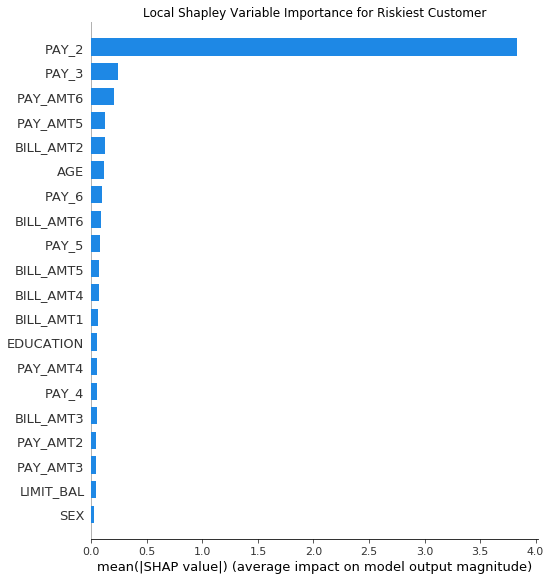 Local Shapley Variable Importance for Riskiest Customer
PAY_2
PAY_3
PAY_AMT6
PAY_AMT5
BILL_AMT2
AGE
PAY_6
BILL_AMT6
PAY_5
BILL_AMT5
BILL_AMT4
BILL_AMT1
EDUCATION
PAY_AMT4
PAY_4
BILL_AMT3
PAY_AMT2
PAY_AMT3
LIMIT_BAL
SEX
0.0 0.5 1.0 1.5 2.0 2.5 3.0 3.5 4.0
mean(|SHAP value|) (average impact on model output magnitude)